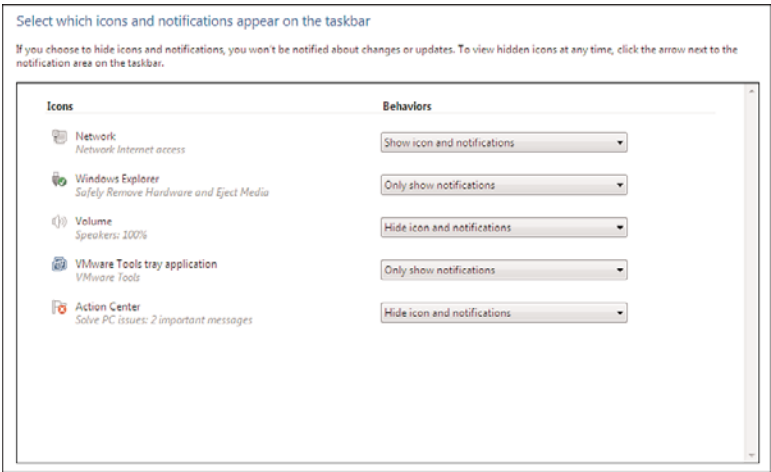 Select which icons and notifications appear on the taskbar
If you choose to hide icons and notifications, you won't be notified about changes or updates. To view hidden icons at any time, click the arrow next to the
notification area on the taskbar.
Icons Behaviors
Network
Network Internet access
Show icon and notifications
Windows Explorer
Safely Remove Hardware and Eject Media
Only show notifications
Volume
Speakers: 100%
Hide icon and notifications
VMware Tools tray application
VMware Tools
Only show notifications
Action Center
Solve PC issues: 2 important messages
Hide icon and notifications